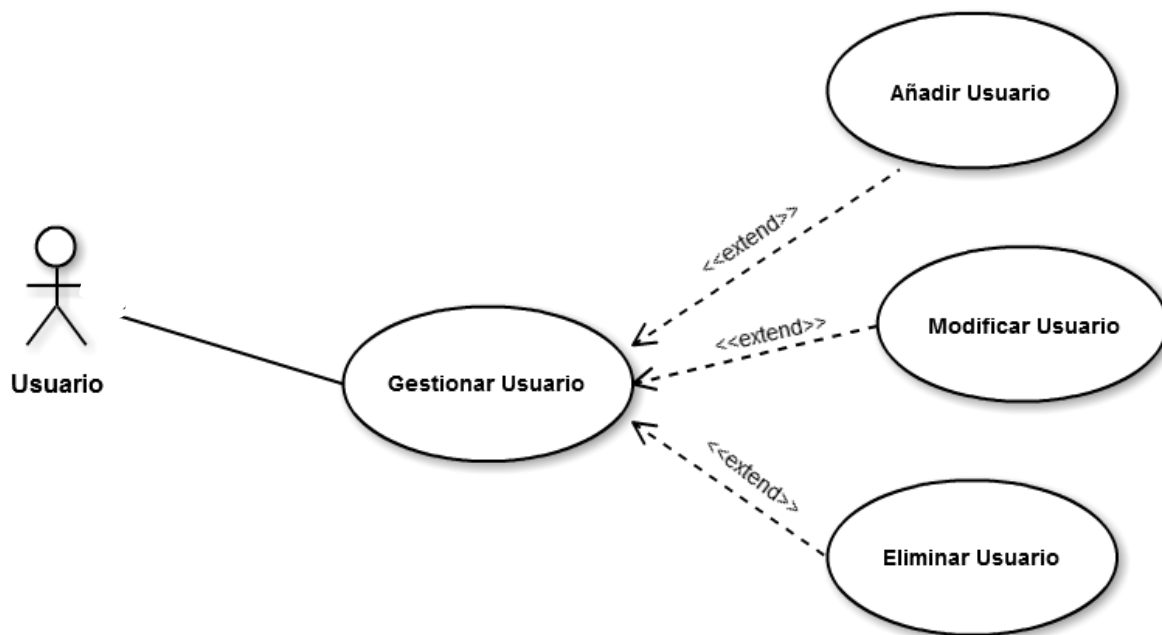 Añadir Usuario
<<extend>>
Modificar Usuario
<<extend>>
Usuario
Gestionar Usuario
<<extend>>
Eliminar Usuario